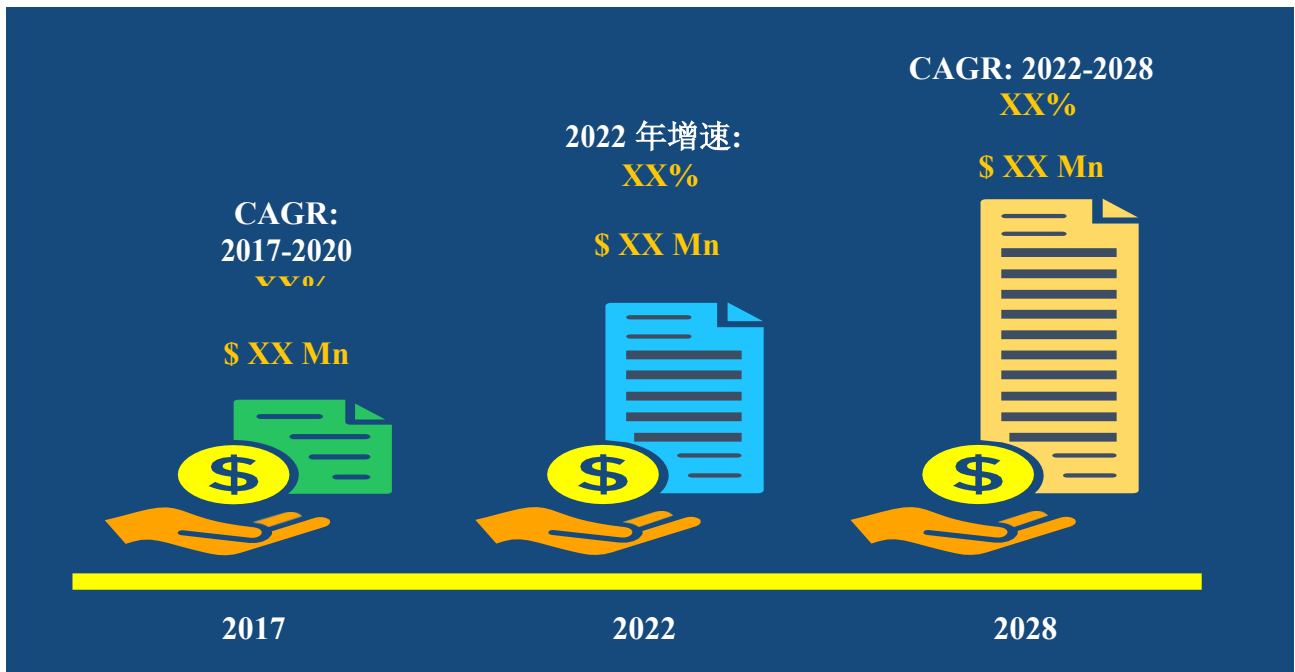 CAGR:
2017-2020
XX%
$ XX Mn
2022 年增速:
XX%
$ XX Mn
CAGR: 2022-2028
XX%
$ XX Mn
$
$
$
2017
2022
2028